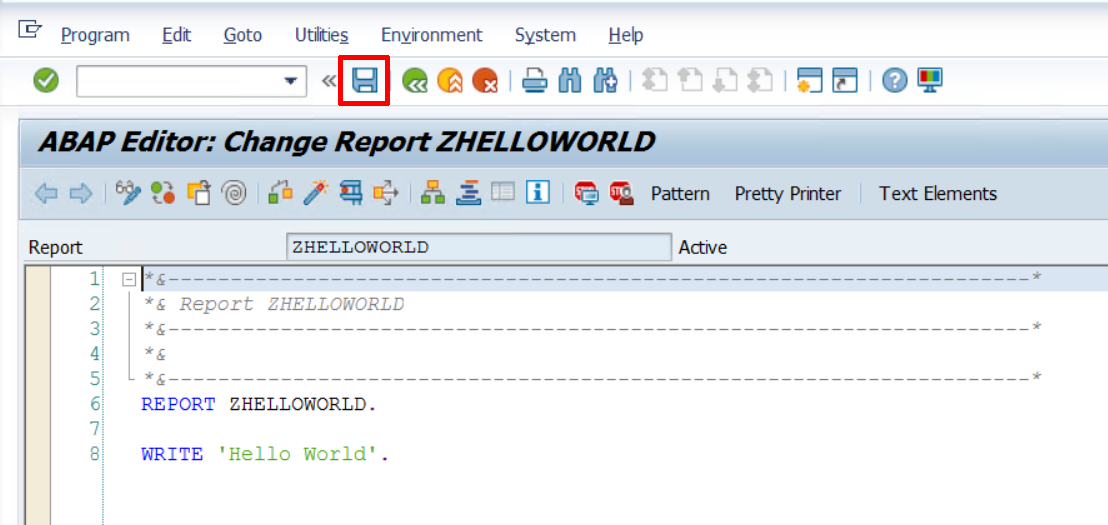 Program Edit Goto Utilities Environment System Help
ABAP Editor: Change Report ZHELLOWORLD
Pattern Pretty Printer Text Elements
Report ZHELLOWORLD Active
1 *&---------------------------------------------------------------------*
2 *& Report ZHELLOWORLD
3 *&---------------------------------------------------------------------*
4 *&
5 *&---------------------------------------------------------------------*
6 REPORT ZHELLOWORLD.
7
8 WRITE 'Hello World'.